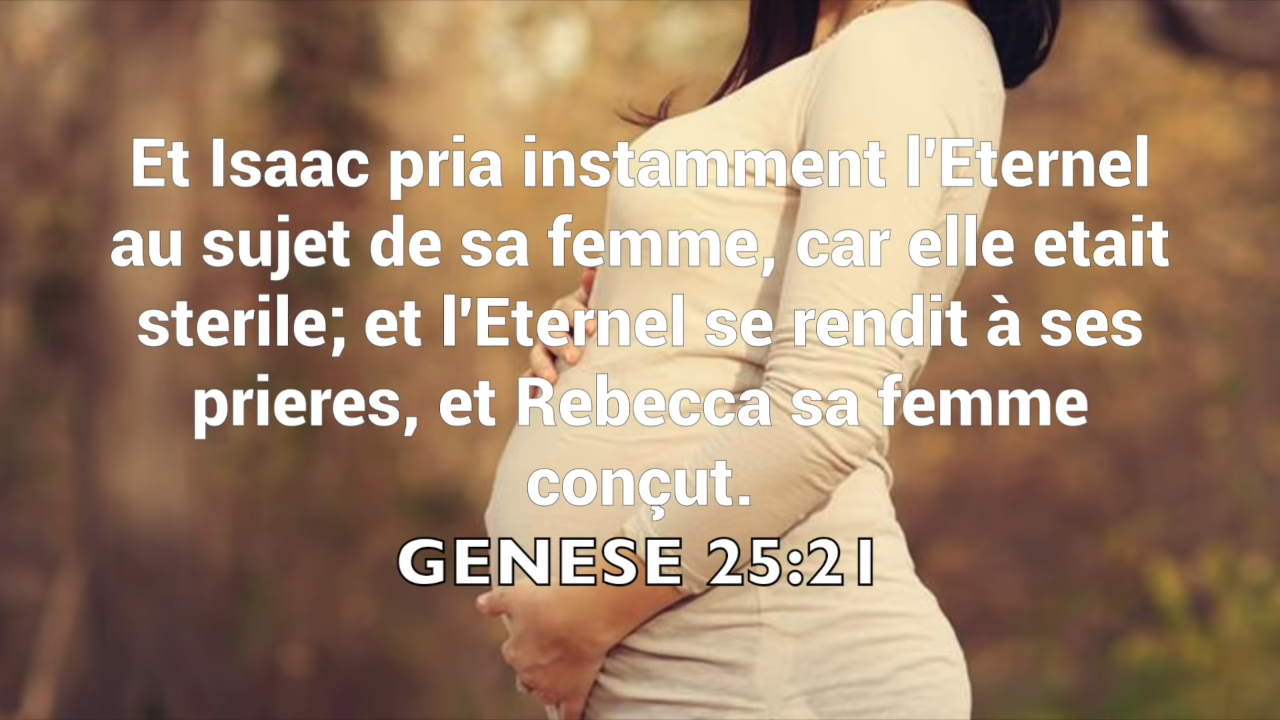 Et Isaac pria instamment l'Eternel
au sujet de sa femme, car elle etait
sterile; et l'Eternel se rendit à ses
prieres, et Rebecca sa femme
conçut.
GENESE 25:21